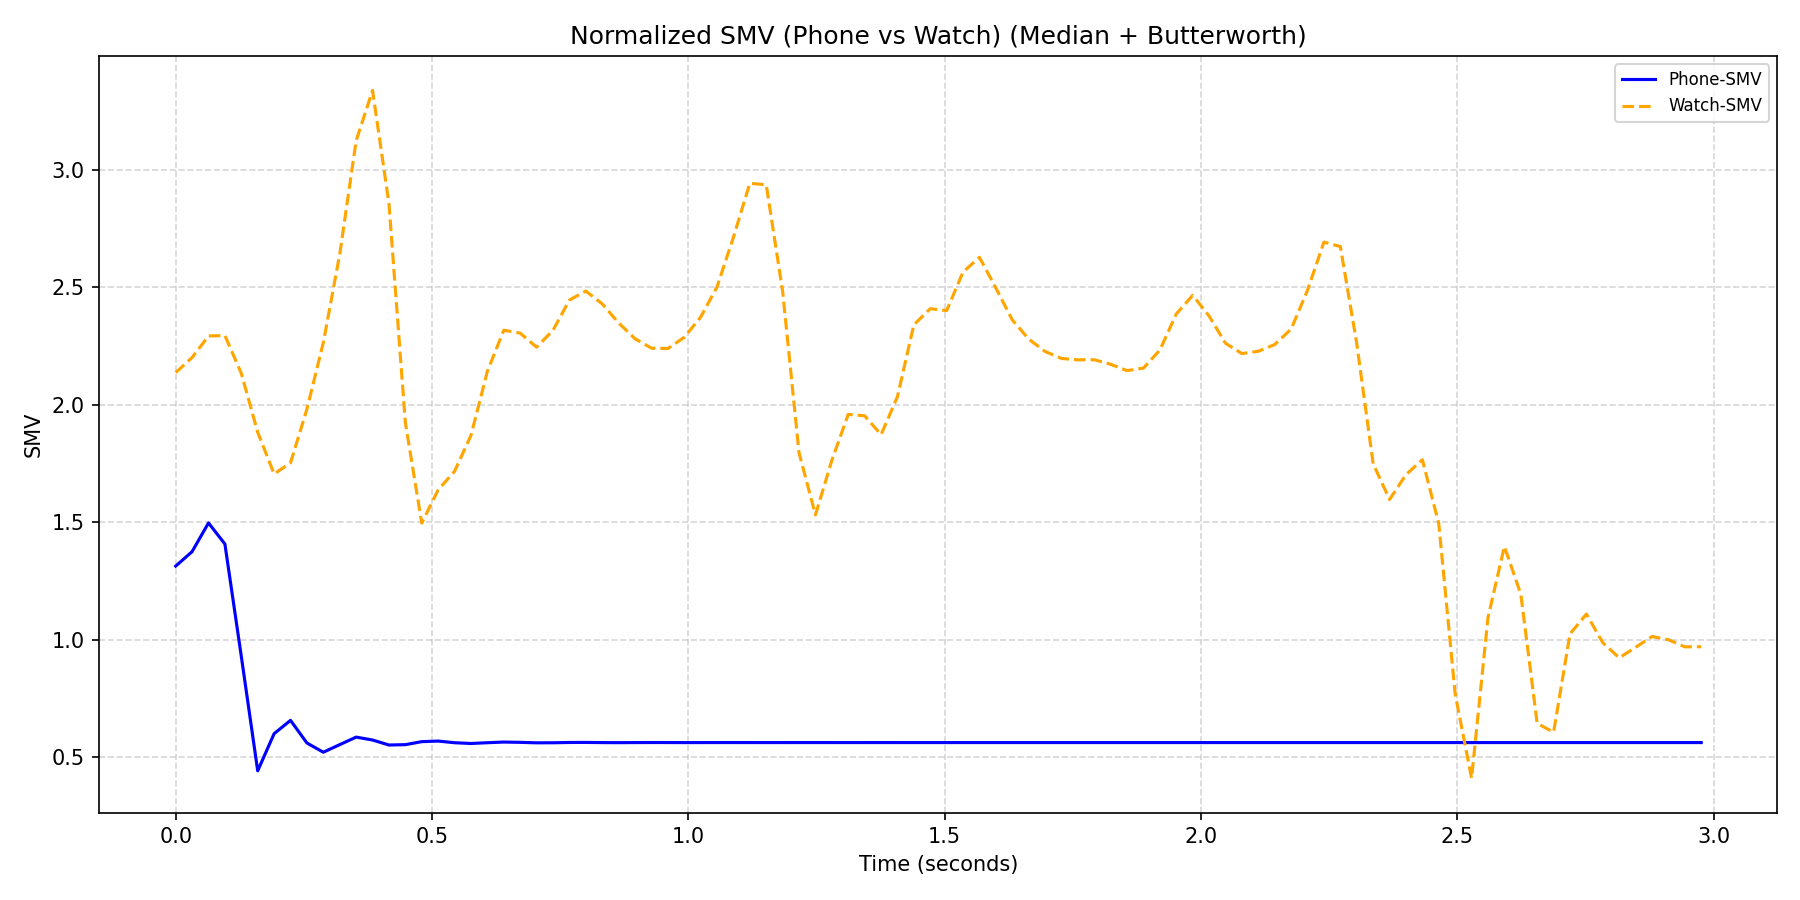 Normalized SMV (Phone vs Watch) (Median + Butterworth)
Phone-SMV
Watch-SMV
SMV
3.0
2.5
2.0
1.5
1.0
0.5
0.0 0.5 1.0 1.5 2.0 2.5 3.0
Time (seconds)